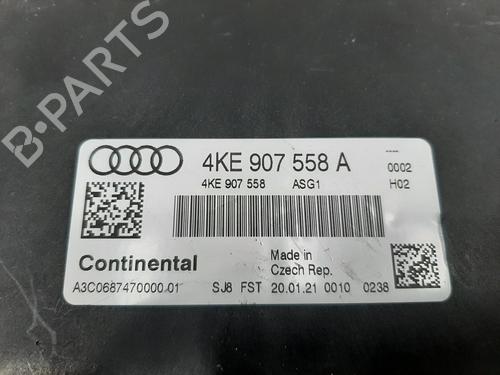 B-PARTS
4KE 907 558 A
0002
4KE 907 558 ASG1 H02
Continental
Made in
Czech Rep.
A3C0687470000 01 SJ8 FST 20.01.21 0010 0238